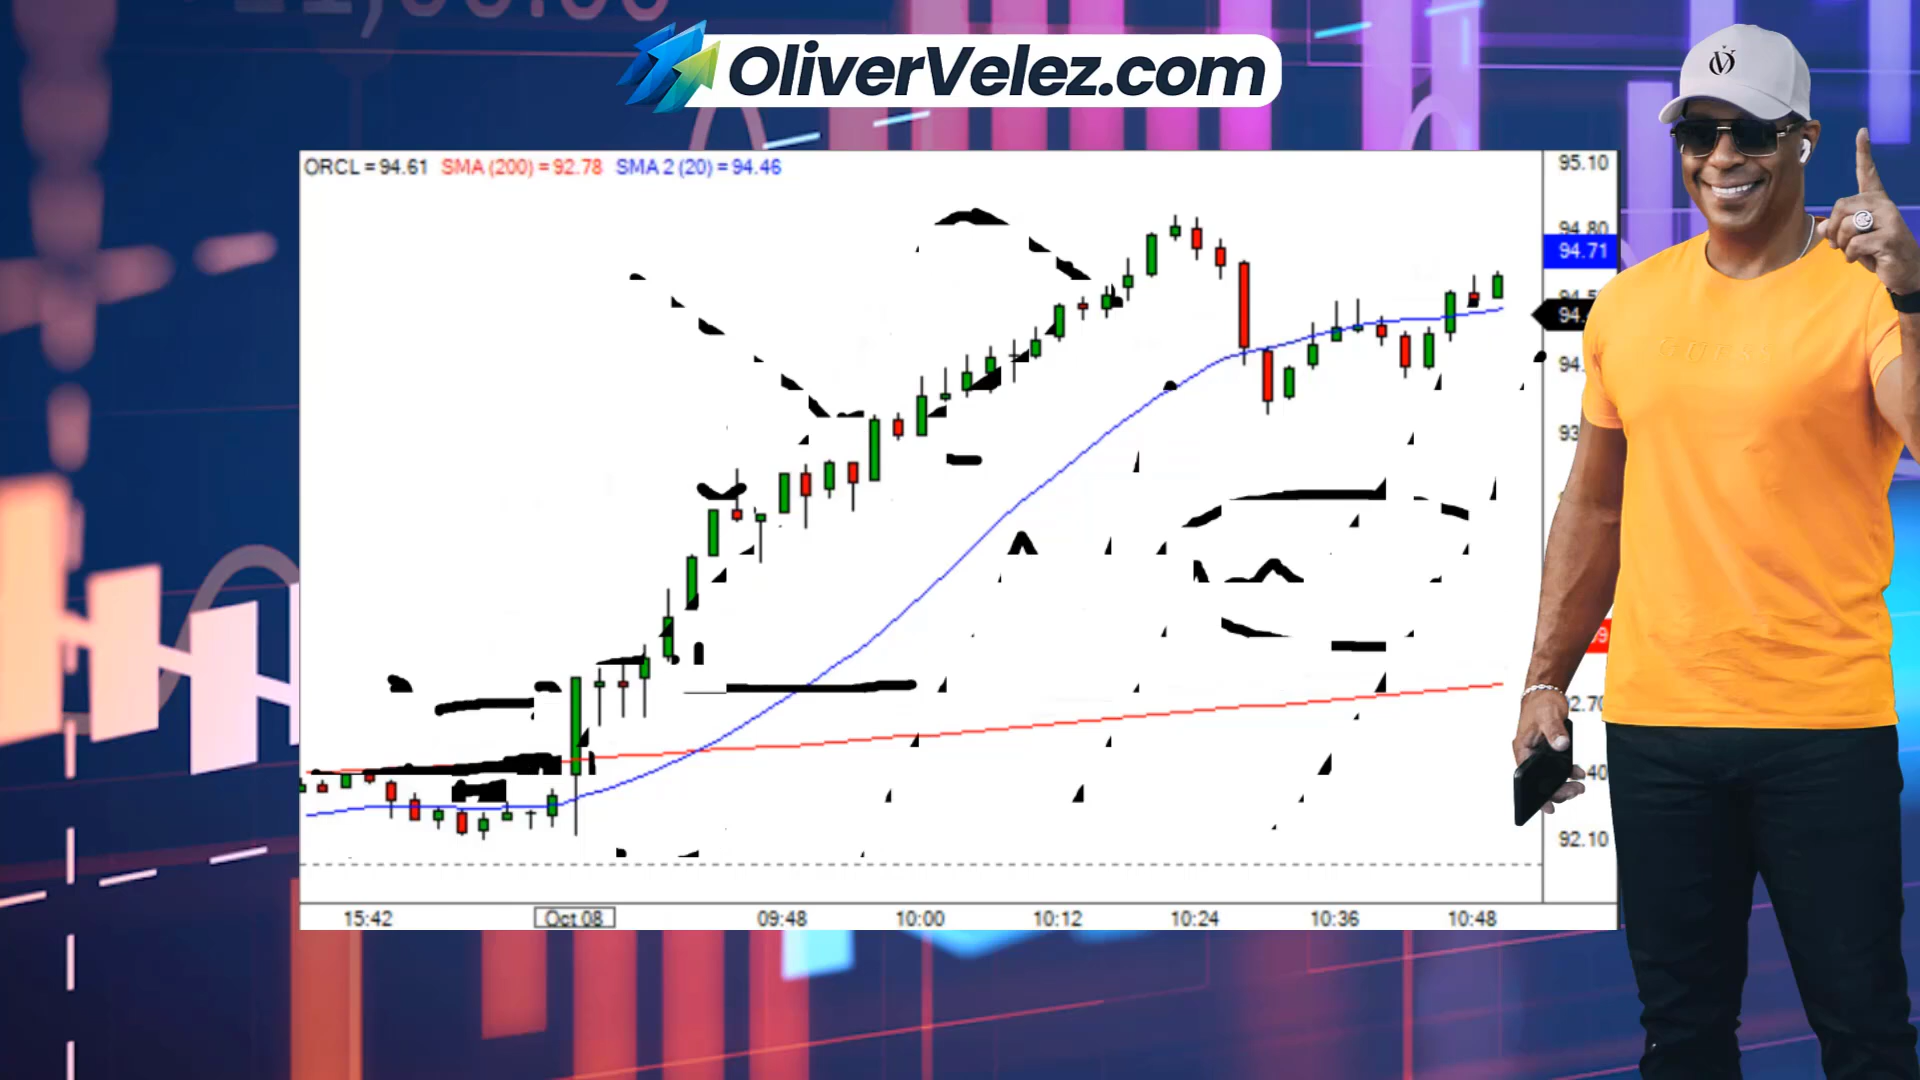 OliverVelez.com
ORCL = 94.61 SMA (200) = 92.78 SMA 2 (20) = 94.46
95.10
94.80
94.71
92.10
15:42 Oct 08 09:48 10:00 10:12 10:24 10:36 10:48